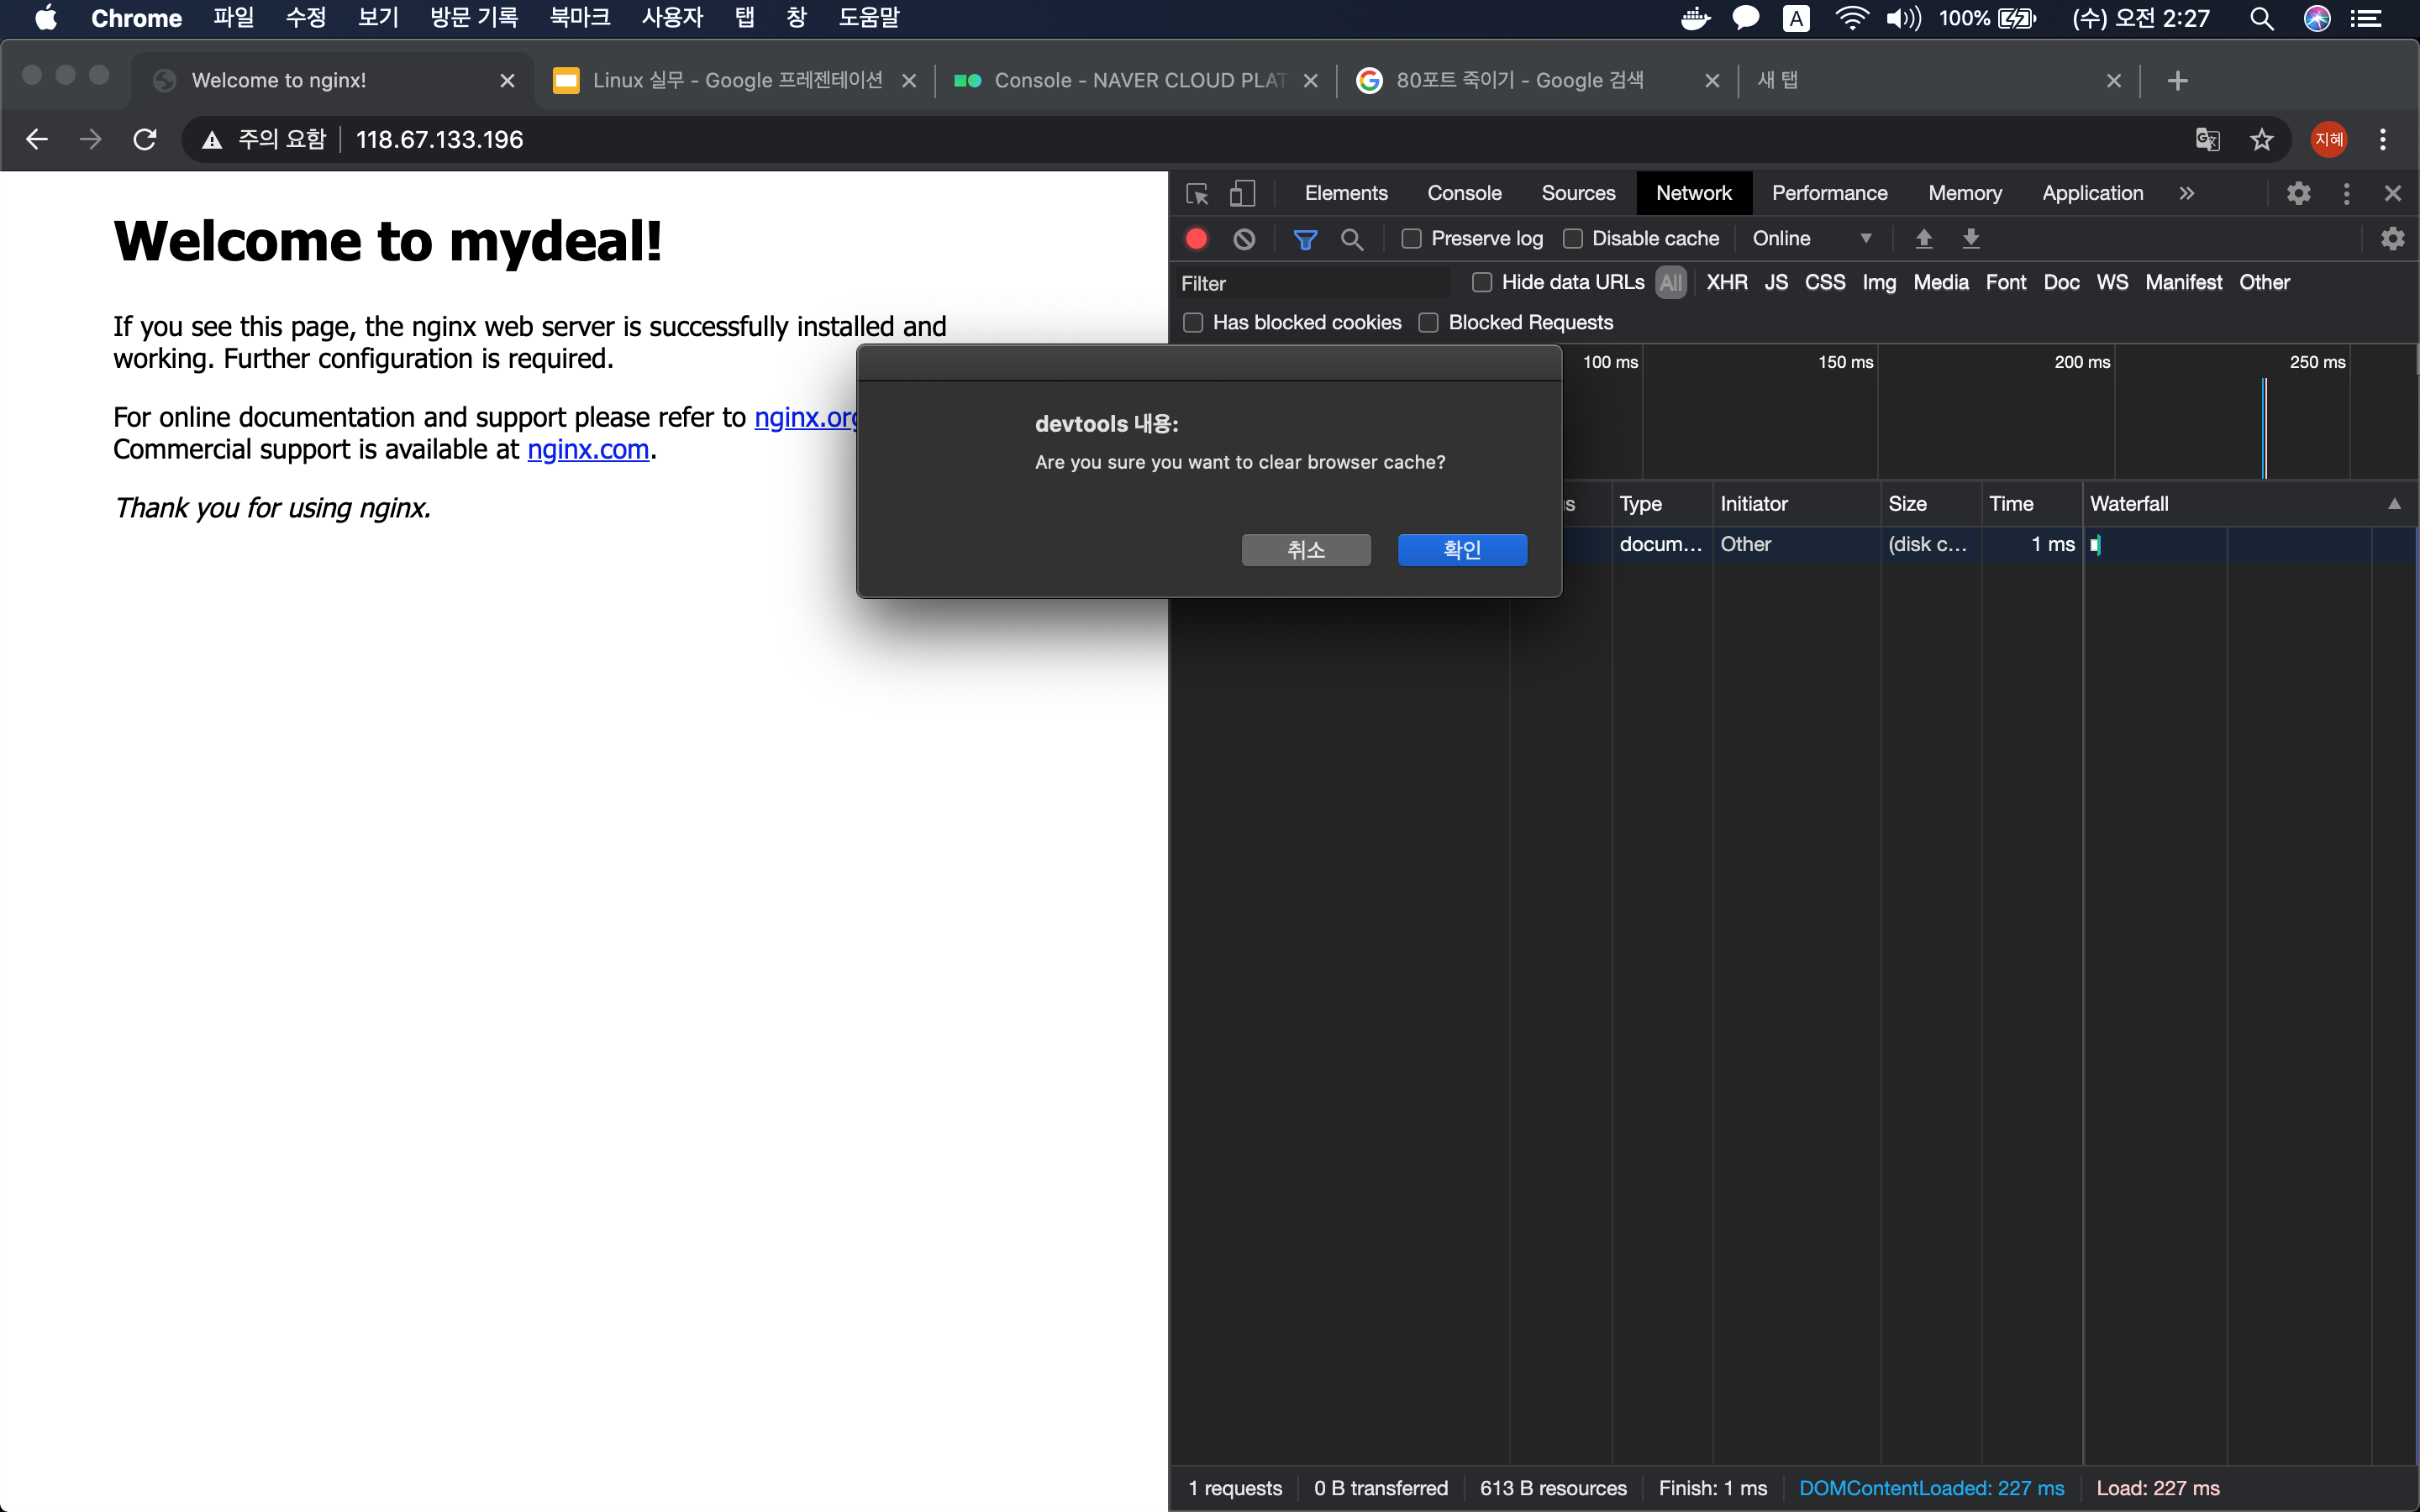 Chrome 파일 수정 보기 방문 기록 북마크 사용자 탭 창 도움말 A 100% (수) 오전 2:27
Welcome to nginx! Linux 실무 - Google 프레젠테이션 Console - NAVER CLOUD PLAT 80포트 죽이기 - Google 검색 새 탭
주의 요함 118.67.133.196 지혜
Welcome to mydeal!
If you see this page, the nginx web server is successfully installed and
working. Further configuration is required.
For online documentation and support please refer to nginx.org
Commercial support is available at nginx.com.
Thank you for using nginx.
Elements Console Sources Network Performance Memory Application
Preserve log Disable cache Online
Filter Hide data URLs All XHR JS CSS Img Media Font Doc WS Manifest Other
Has blocked cookies Blocked Requests
100 ms 150 ms 200 ms 250 ms
devtools 내용:
Are you sure you want to clear browser cache?
취소 확인
Type Initiator Size Time Waterfall
docum... Other (disk c... 1 ms
1 requests 0 B transferred 613 B resources Finish: 1 ms DOMContentLoaded: 227 ms Load: 227 ms